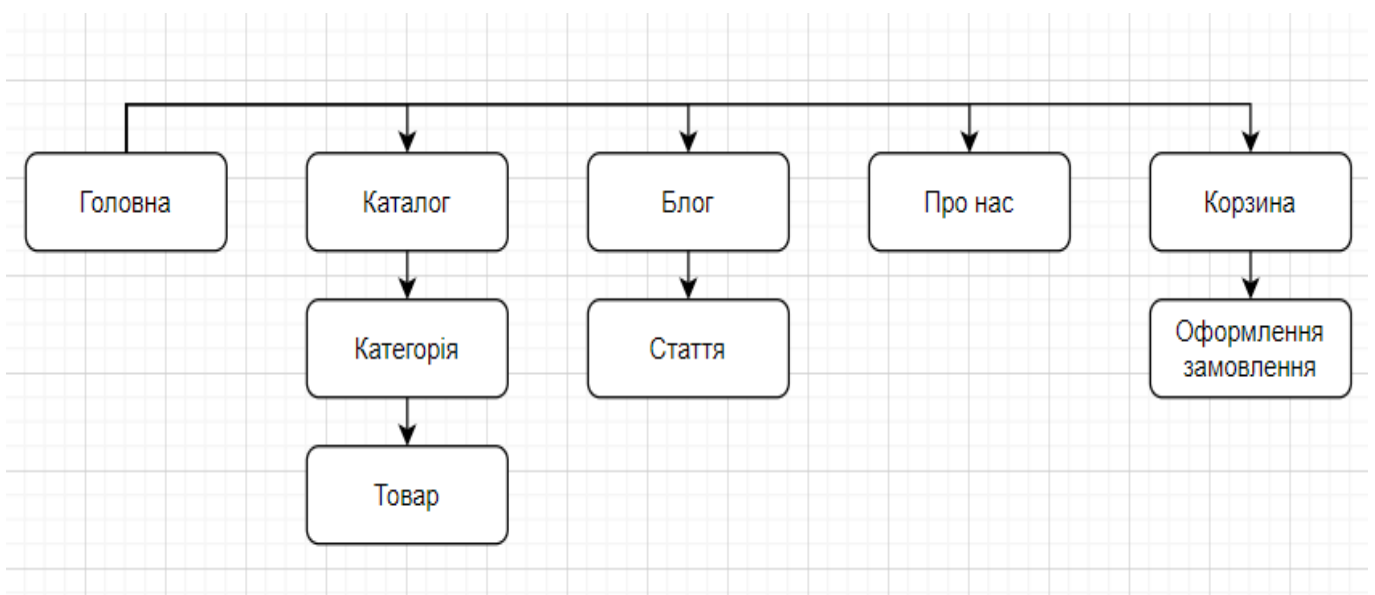 Головна
Каталог
Блог
Про нас
Корзина
Категорія
Стаття
Оформлення
замовлення
Товар